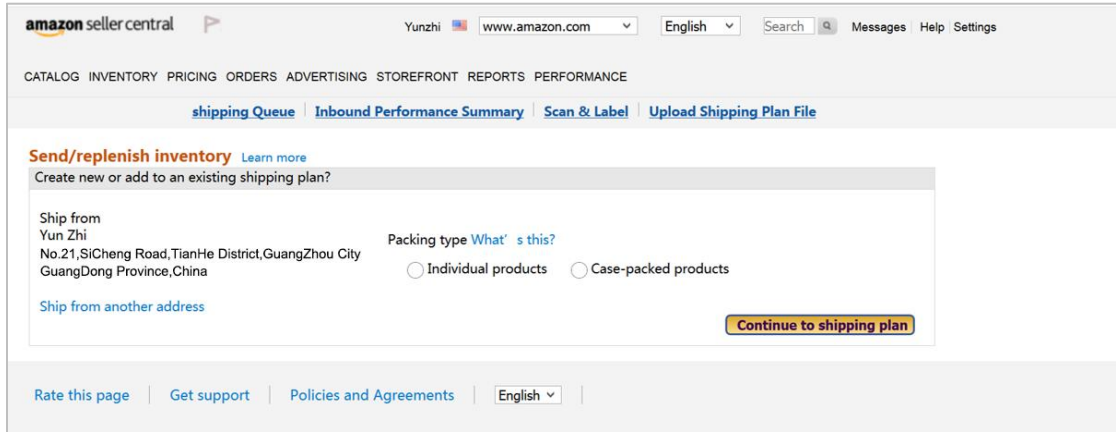 amazon seller central Yunzhi www.amazon.com English Search Messages Help Settings
CATALOG INVENTORY PRICING ORDERS ADVERTISING STOREFRONT REPORTS PERFORMANCE
shipping Queue Inbound Performance Summary Scan & Label Upload Shipping Plan File
Send/replenish inventory Learn more
Create new or add to an existing shipping plan?
Ship from
Yun Zhi
No.21,SiCheng Road,TianHe District,GuangZhou City
GuangDong Province,China
Packing type What's this?
Individual products Case-packed products
Ship from another address
Continue to shipping plan
Rate this page Get support Policies and Agreements English